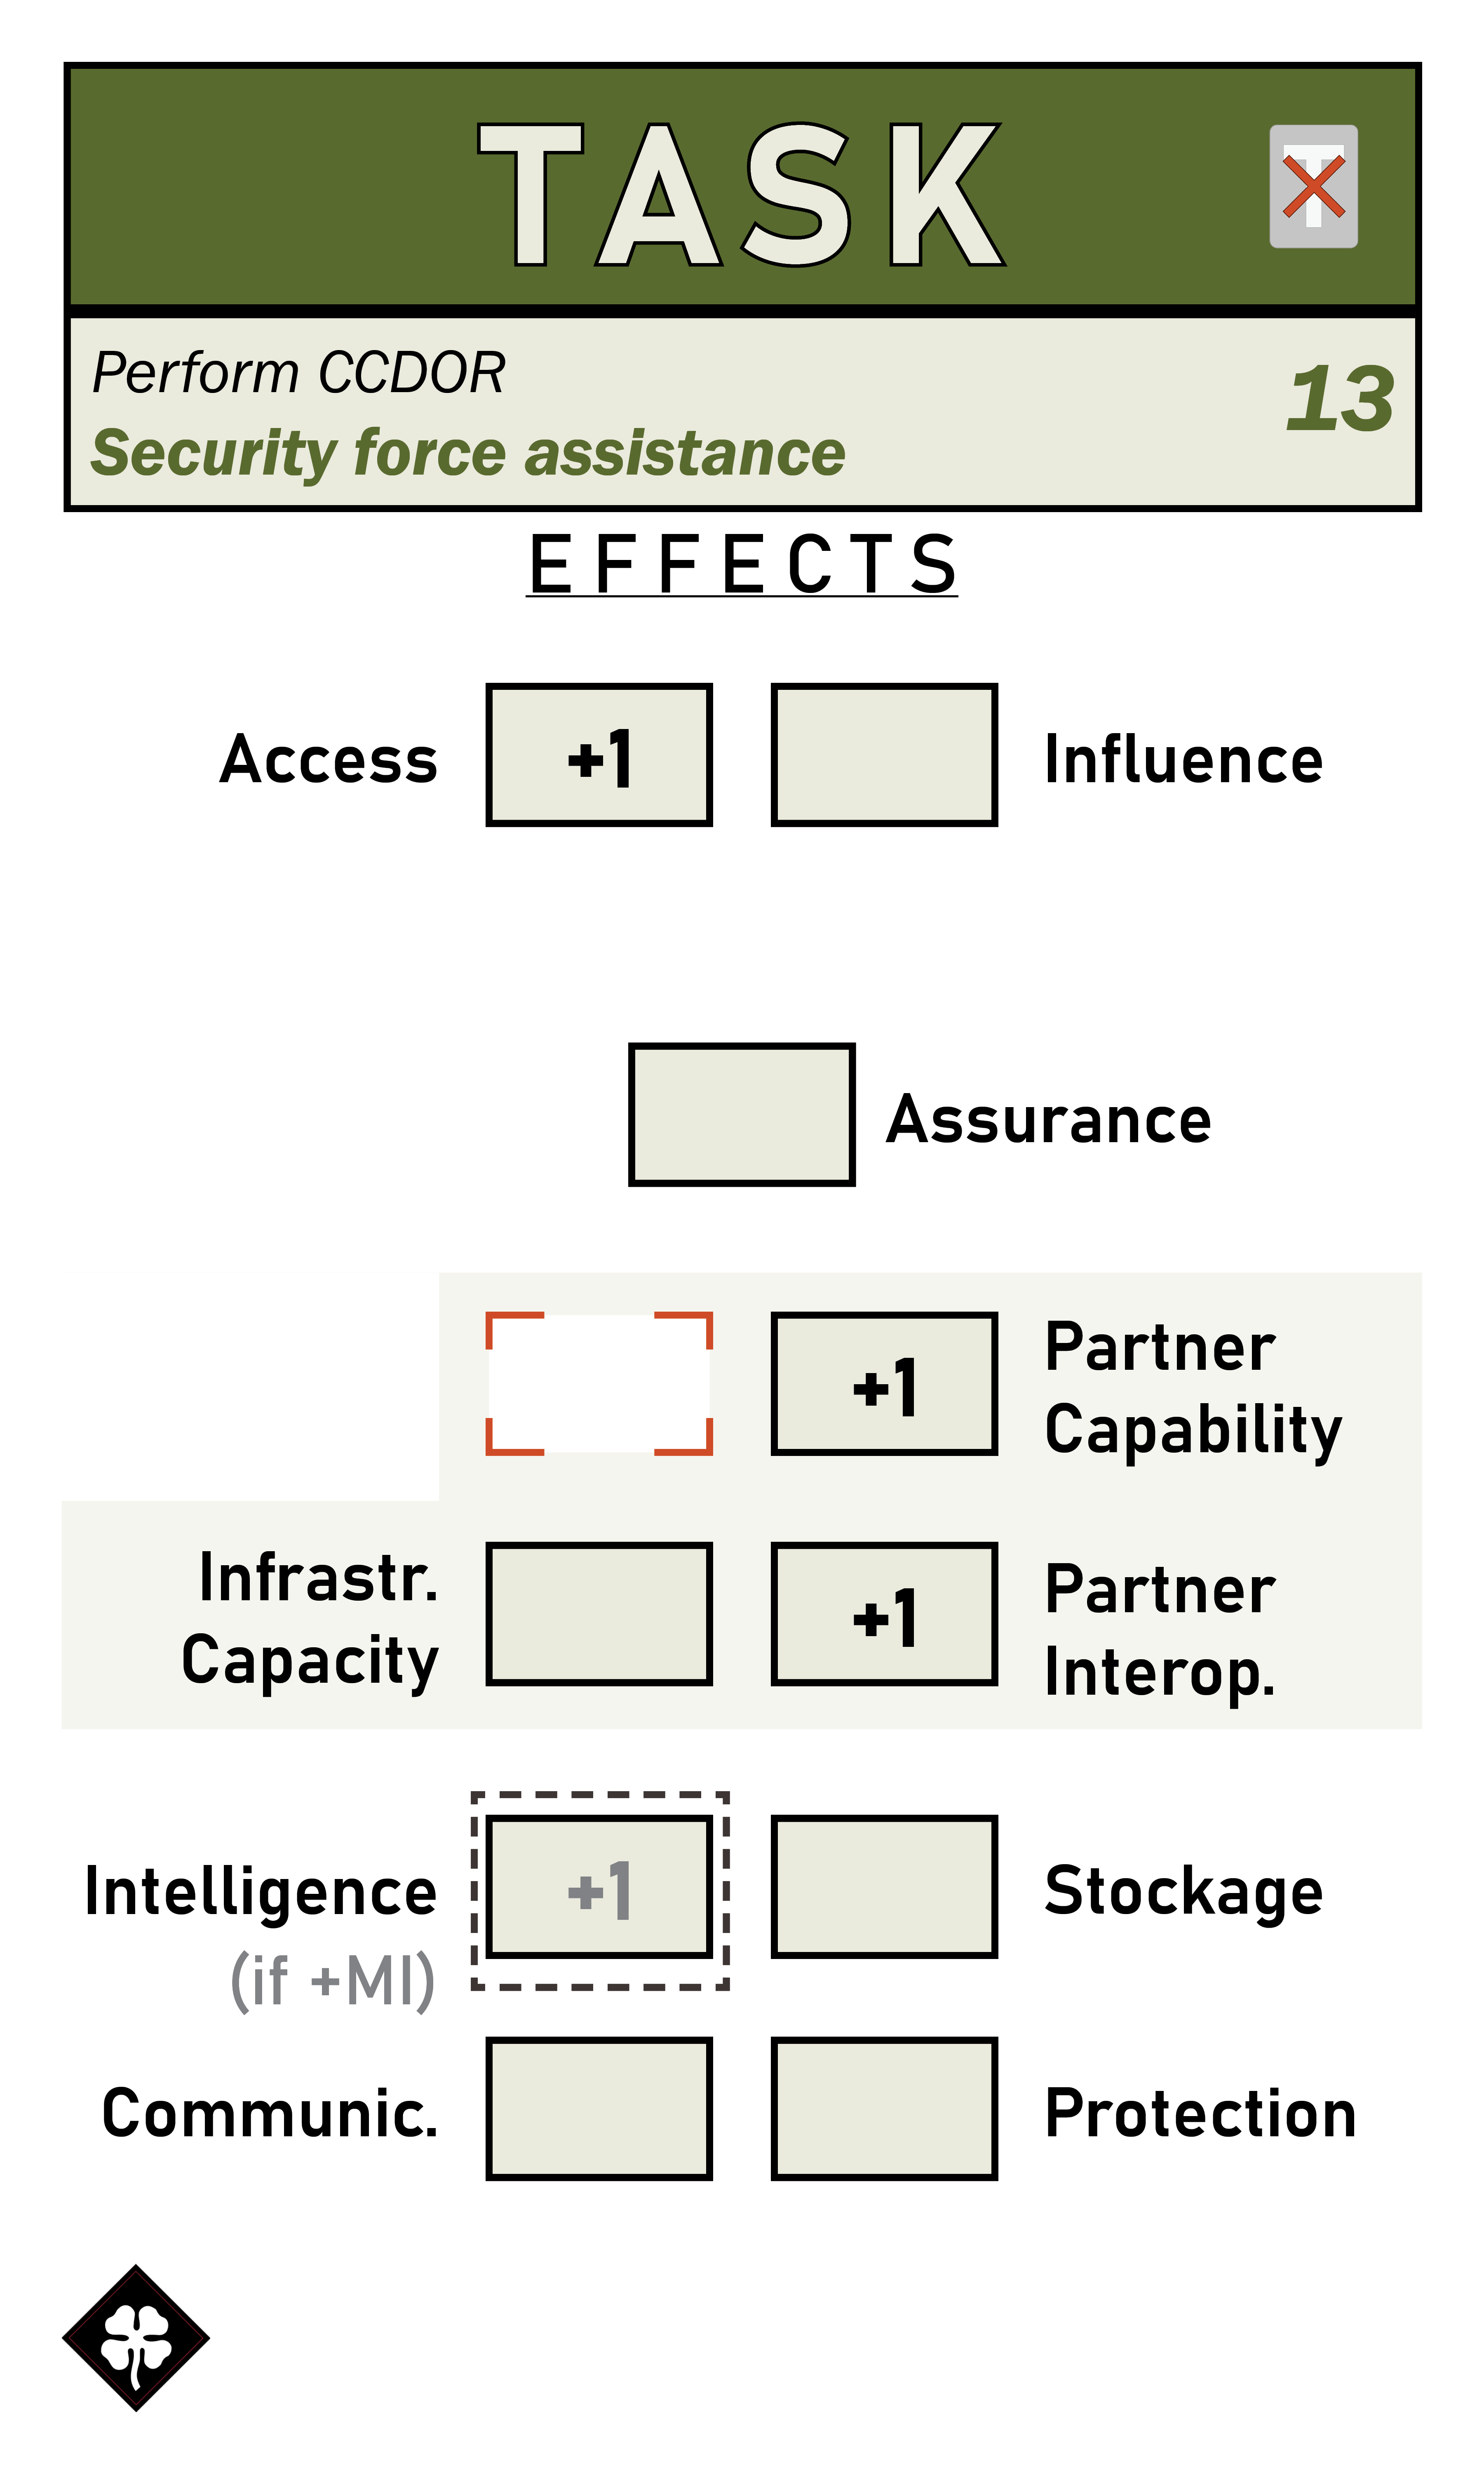 TASK
T
Perform CCDOR
13
Security force assistance
EFFECTS
Access +1 Influence
Assurance
+1 Partner
Capability
Infrastr.
Capacity
+1 Partner
Interop.
Intelligence +1 Stockage
(if +MI)
Communic. Protection